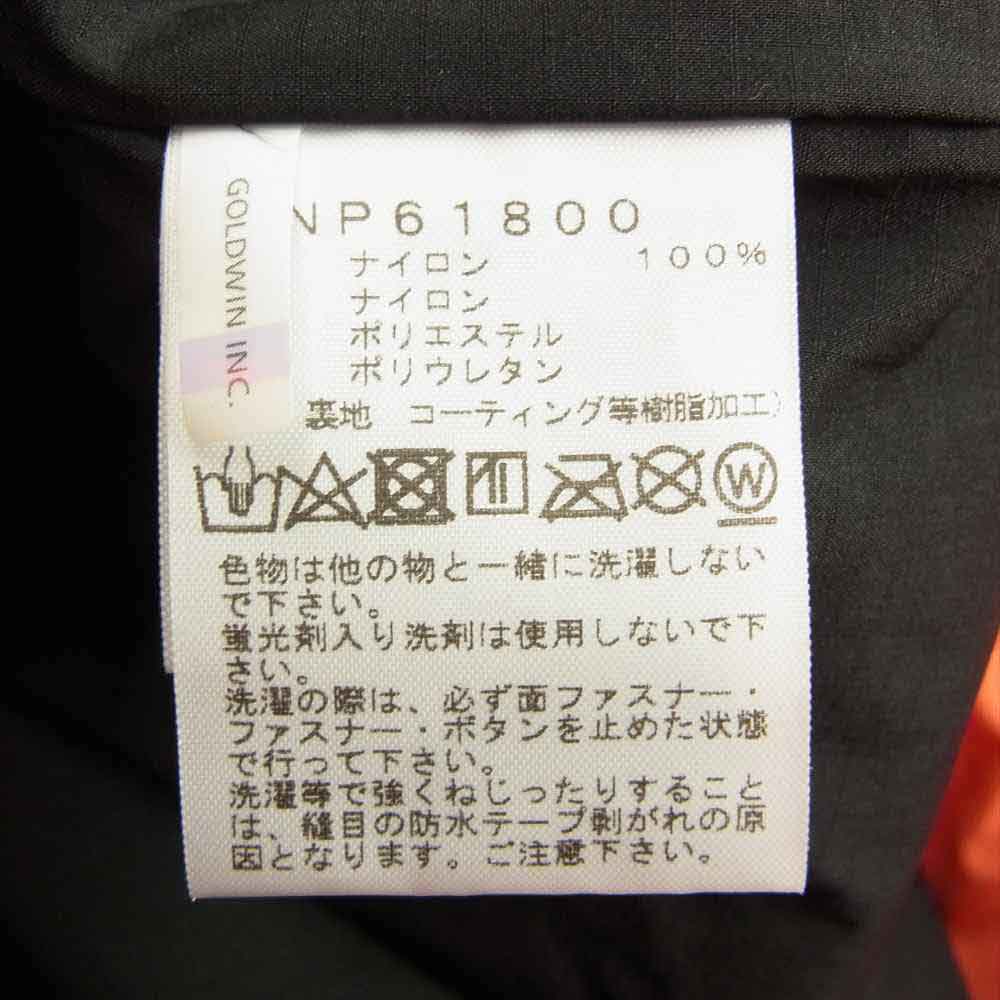 GOLDWIN INC.
NP61800
ナイロン 100%
ナイロン
ポリエステル
ポリウレタン
裏地 コーティング等樹脂加工)
W
色物は他の物と一緒に洗濯しない
で下さい。
蛍光剤入り洗剤は使用しないで下
さい。
洗濯の際は、必ず面ファスナー・
ファスナー・ボタンを止めた状態
で行って下さい。
洗濯等で強くねじったりすること
は、縫目の防水テープ剥がれの原
因となります。ご注意下さい。